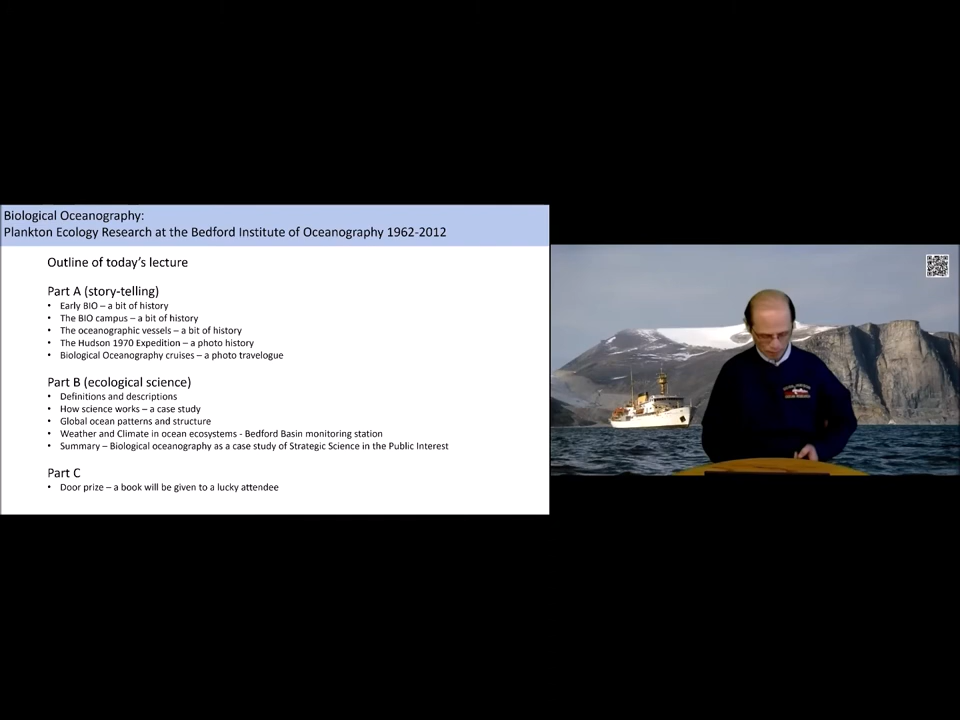 Biological Oceanography:
Plankton Ecology Research at the Bedford Institute of Oceanography 1962-2012
Outline of today's lecture
Part A (story-telling)
• Early BIO – a bit of history
• The BIO campus – a bit of history
• The oceanographic vessels – a bit of history
• The Hudson 1970 Expedition – a photo history
• Biological Oceanography cruises – a photo travelogue
Part B (ecological science)
• Definitions and descriptions
• How science works – a case study
• Global ocean patterns and structure
• Weather and Climate in ocean ecosystems - Bedford Basin monitoring station
• Summary – Biological oceanography as a case study of Strategic Science in the Public Interest
Part C
• Door prize – a book will be given to a lucky attendee